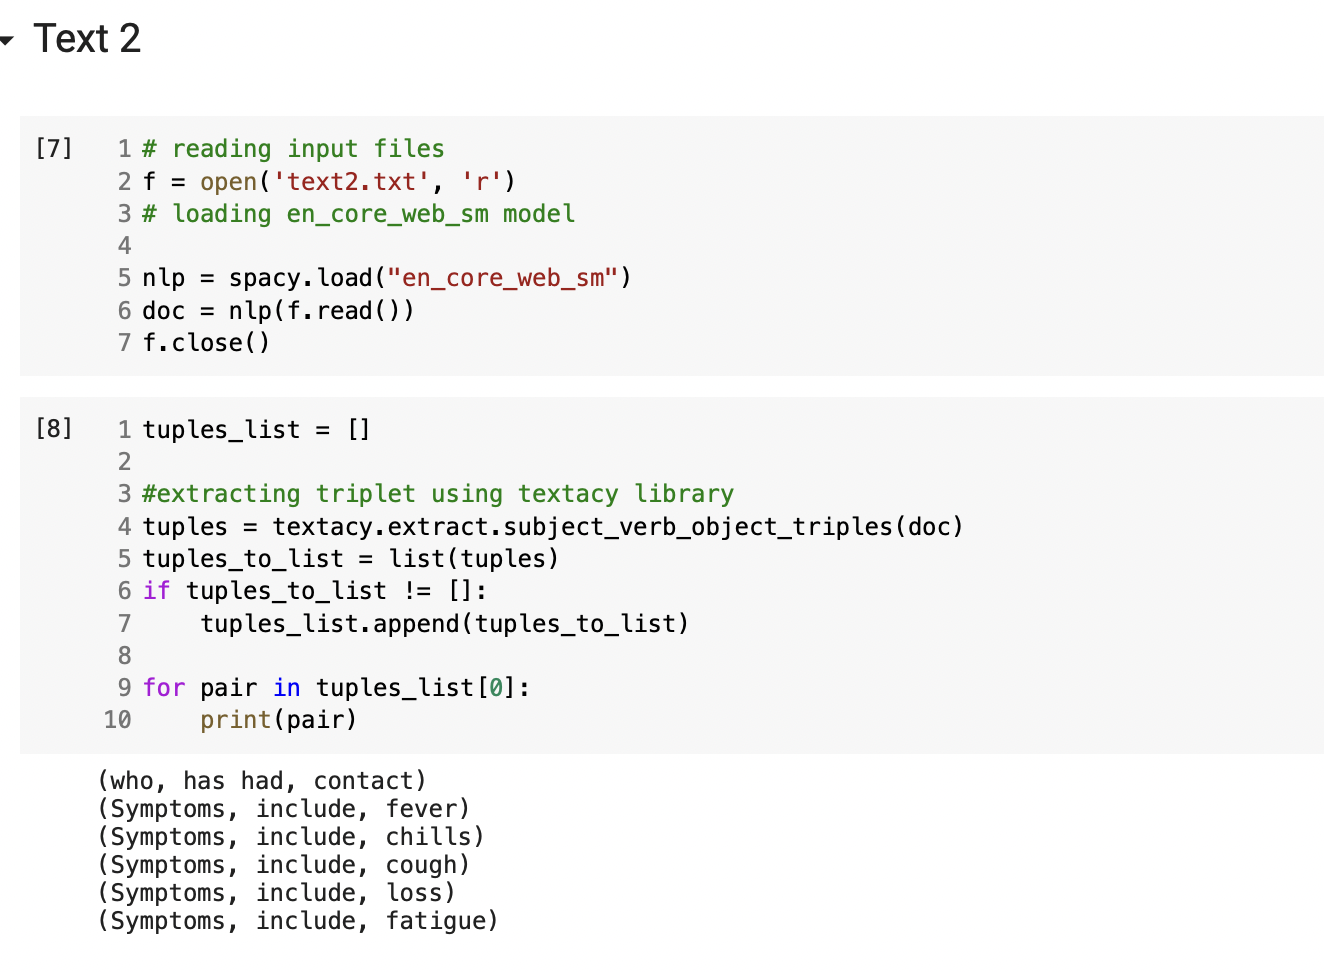 Text 2
[7] 1 # reading input files
2 f = open('text2.txt', 'r')
3 # loading en_core_web_sm model
4
5 nlp = spacy.load("en_core_web_sm")
6 doc = nlp(f.read())
7 f.close()
[8] 1 tuples_list = []
2
3 #extracting triplet using textacy library
4 tuples = textacy.extract.subject_verb_object_triples(doc)
5 tuples_to_list = list(tuples)
6 if tuples_to_list != []:
7     tuples_list.append(tuples_to_list)
8
9 for pair in tuples_list[0]:
10     print(pair)
(who, has had, contact)
(Symptoms, include, fever)
(Symptoms, include, chills)
(Symptoms, include, cough)
(Symptoms, include, loss)
(Symptoms, include, fatigue)